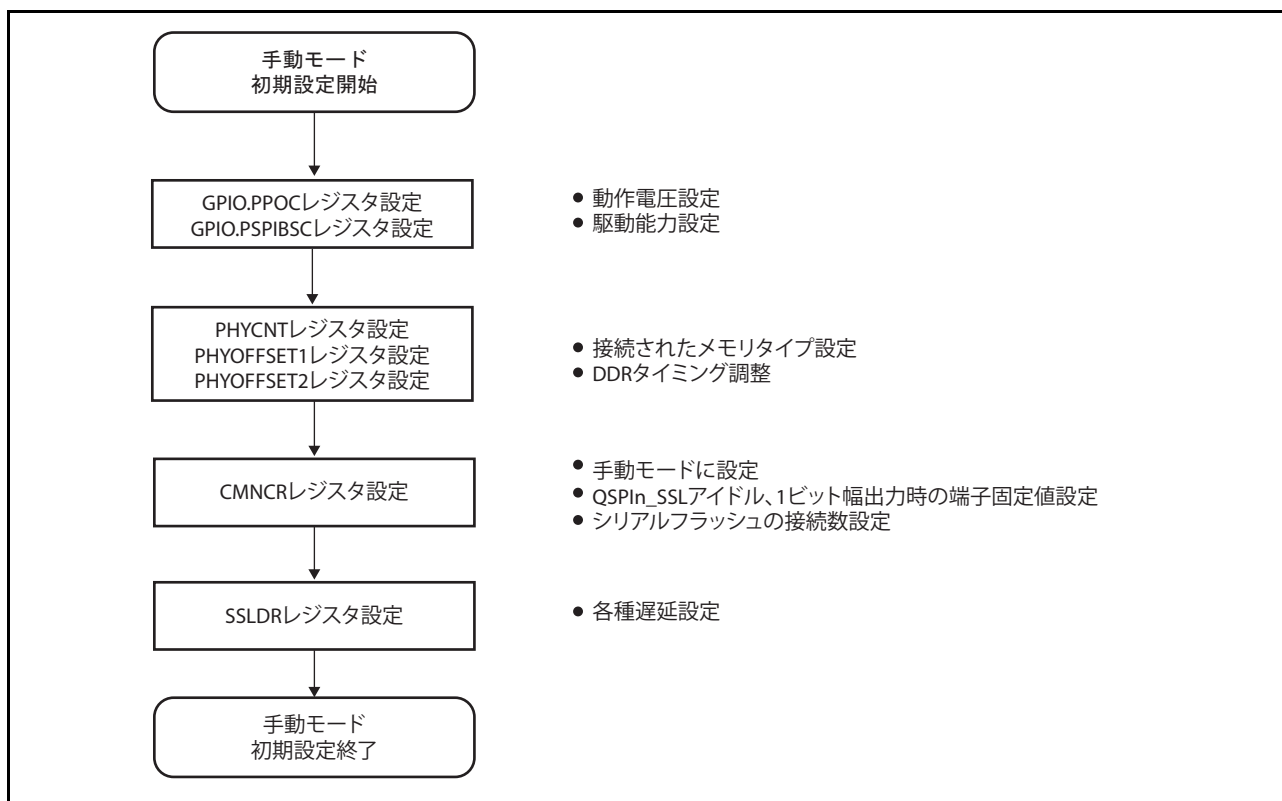 手動モード
初期設定開始
GPIO.PPOCレジスタ設定
GPIO.PSPIBSCレジスタ設定
● 動作電圧設定
● 駆動能力設定
PHYCNTレジスタ設定
PHYOFFSET1レジスタ設定
PHYOFFSET2レジスタ設定
● 接続されたメモリタイプ設定
● DDRタイミング調整
CMNCRレジスタ設定
● 手動モードに設定
● QSPIn_SSLアイドル、1ビット幅出力時の端子固定値設定
● シリアルフラッシュの接続数設定
SSLDRレジスタ設定
● 各種遅延設定
手動モード
初期設定終了